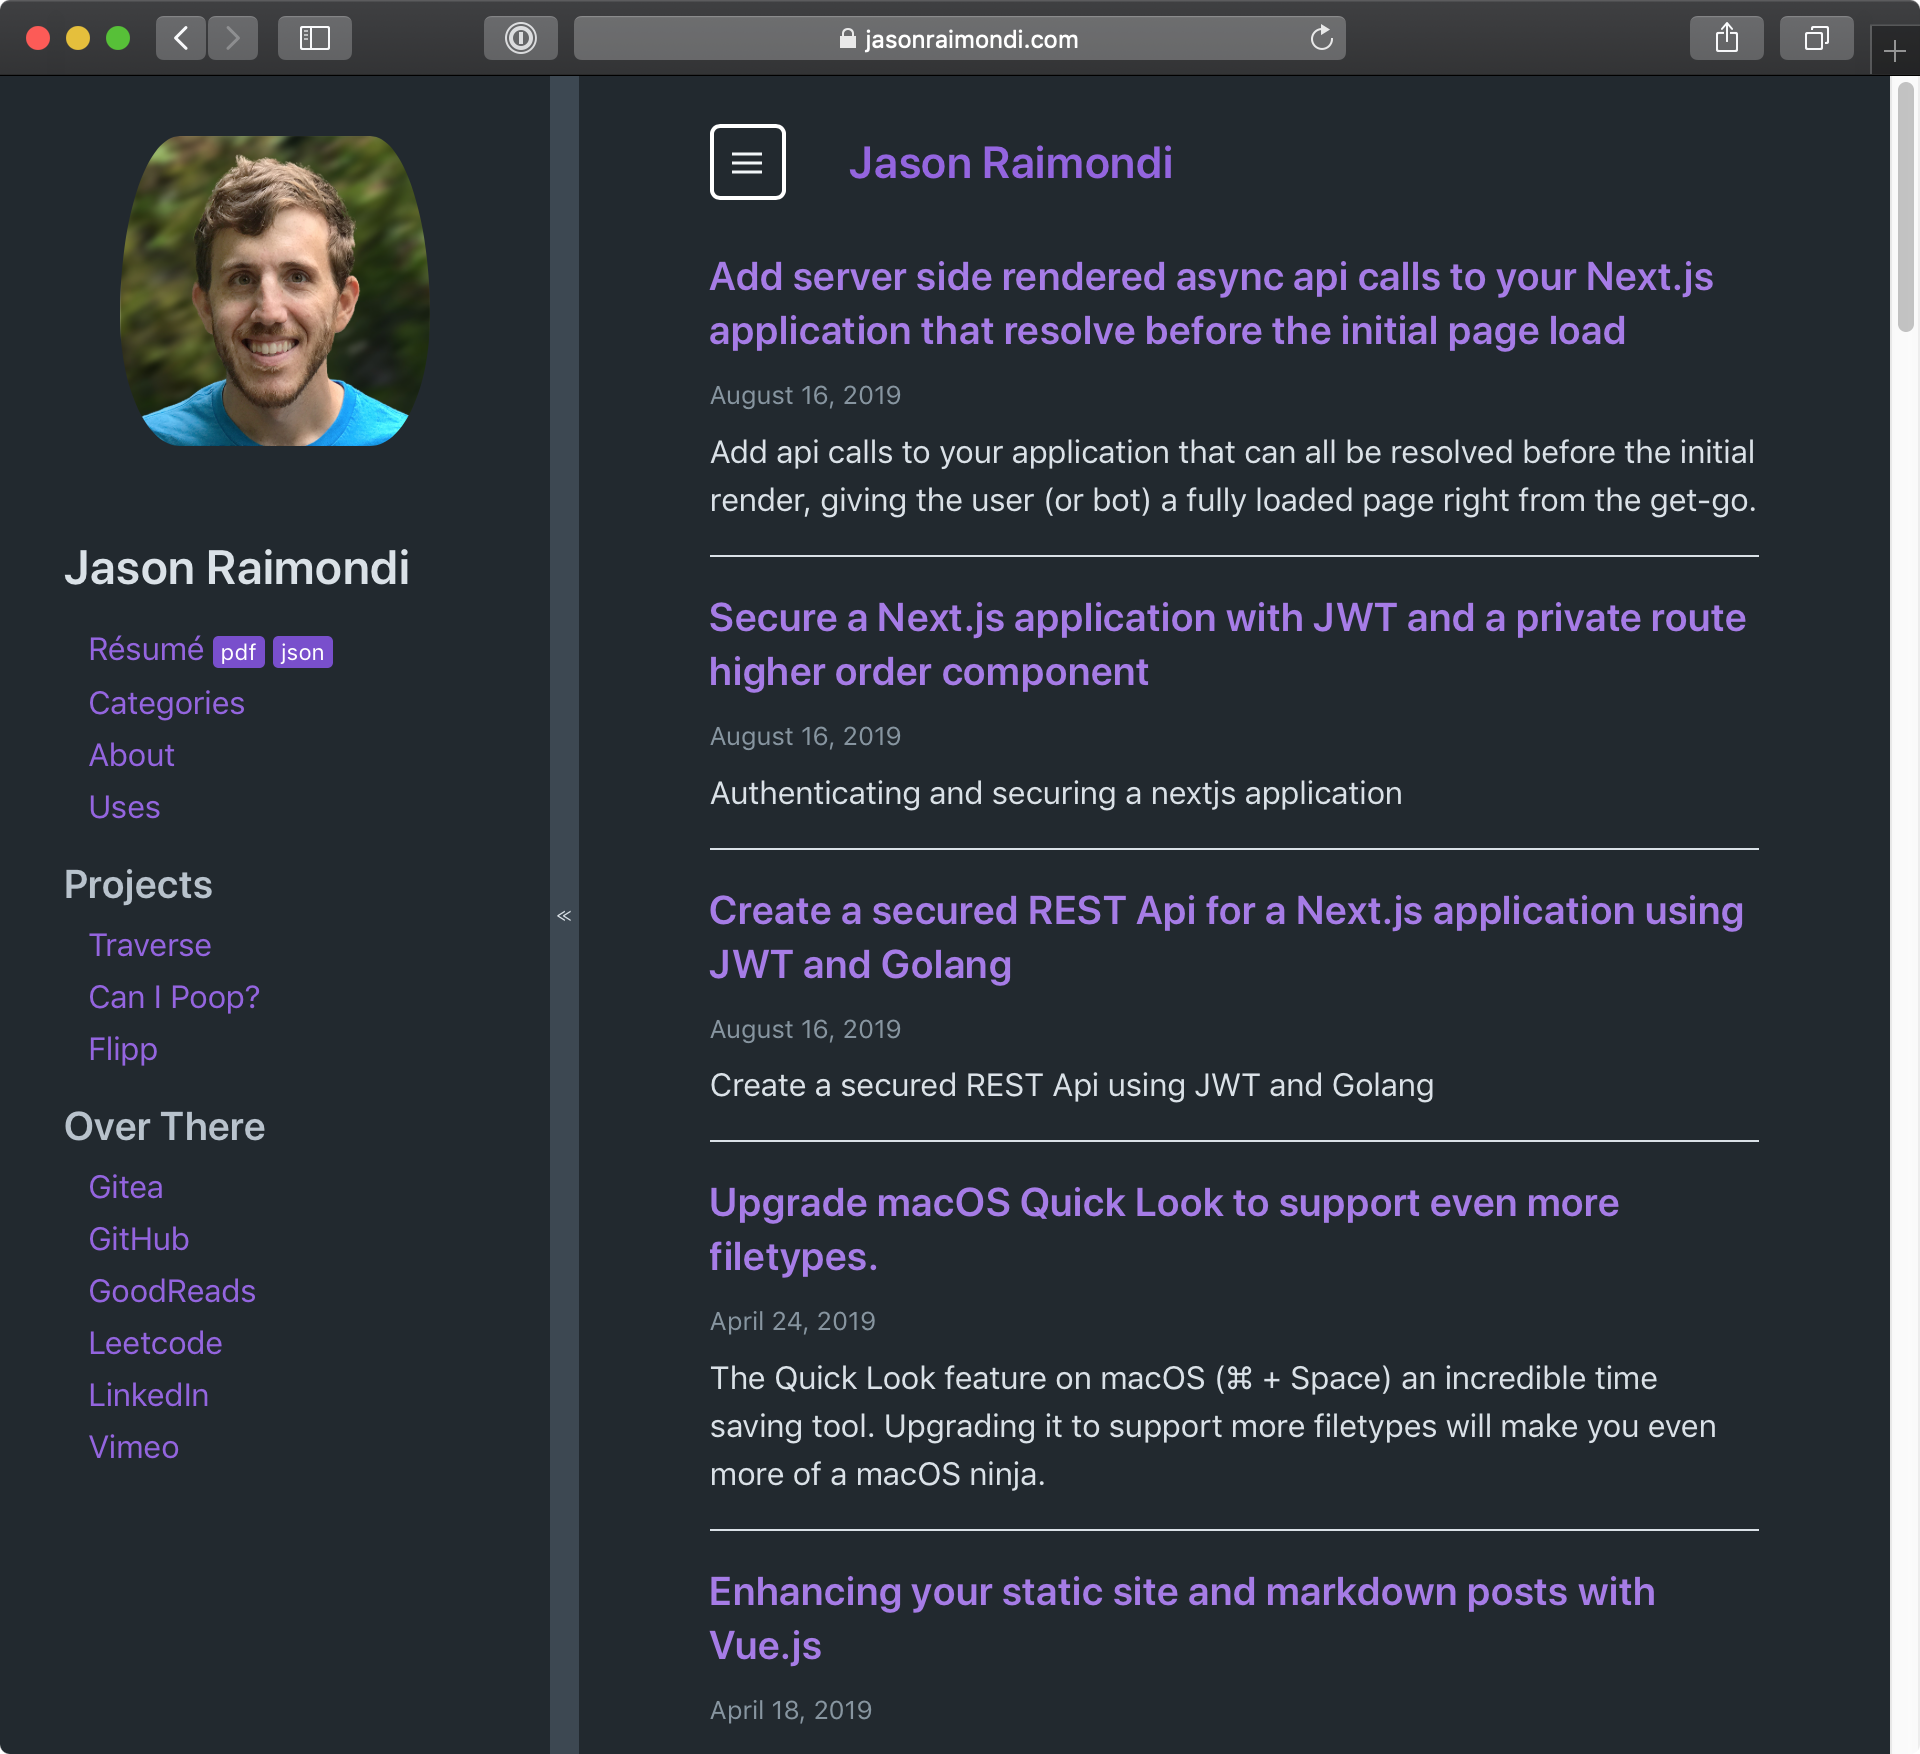 jasonraimondi.com
Jason Raimondi
Résumé pdf json
Categories
About
Uses
Projects
Traverse
Can I Poop?
Flipp
Over There
Gitea
GitHub
GoodReads
Leetcode
LinkedIn
Vimeo
Jason Raimondi
Add server side rendered async api calls to your Next.js
application that resolve before the initial page load
August 16, 2019
Add api calls to your application that can all be resolved before the initial
render, giving the user (or bot) a fully loaded page right from the get-go.
Secure a Next.js application with JWT and a private route
higher order component
August 16, 2019
Authenticating and securing a nextjs application
Create a secured REST Api for a Next.js application using
JWT and Golang
August 16, 2019
Create a secured REST Api using JWT and Golang
Upgrade macOS Quick Look to support even more
filetypes.
April 24, 2019
The Quick Look feature on macOS (⌘ + Space) an incredible time
saving tool. Upgrading it to support more filetypes will make you even
more of a macOS ninja.
Enhancing your static site and markdown posts with
Vue.js
April 18, 2019